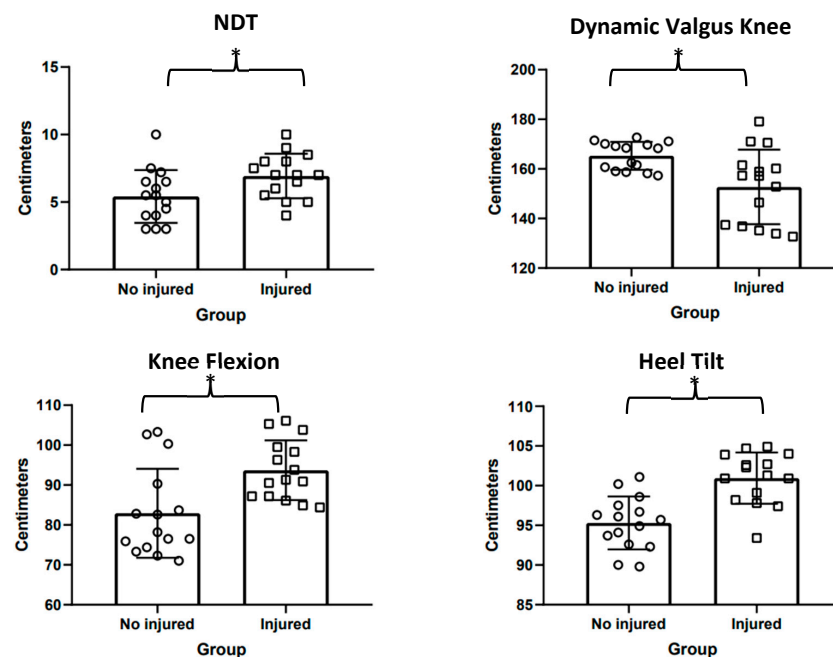 NDT
*
15
10
5
0
Centimeters
No injured
Injured
Group
Dynamic Valgus Knee
*
200
180
160
140
120
Centimeters
No injured
Injured
Group
Knee Flexion
*
110
100
90
80
70
60
Centimeters
No injured
Injured
Group
Heel Tilt
*
110
105
100
95
90
85
Centimeters
No injured
Injured
Group